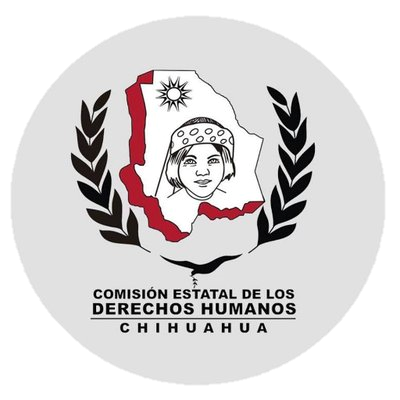 COMISIÓN ESTATAL DE LOS
DERECHOS HUMANOS
CHIHUAHUA